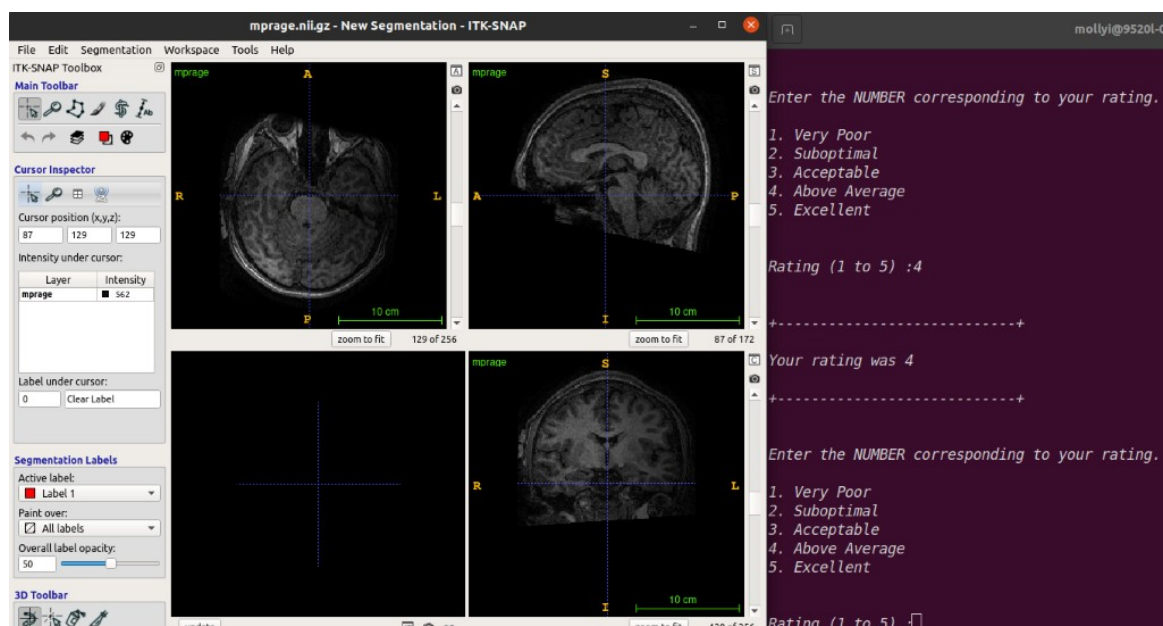 mprage.nii.gz - New Segmentation - ITK-SNAP
File Edit Segmentation Workspace Tools Help
ITK-SNAP Toolbox
Main Toolbar
Cursor Inspector
Cursor position (x,y,z):
87 129 129
Intensity under cursor:
Layer Intensity
mprage 562
Label under cursor:
0 Clear Label
Segmentation Labels
Active label:
Label 1
Paint over:
All labels
Overall label opacity:
50
3D Toolbar
mprage
A
A
R
L
P
10 cm
zoom to fit 129 of 256
mprage
S
S
A
P
I
10 cm
zoom to fit 87 of 172
update
mprage
S
C
R
L
I
10 cm
zoom to fit
mollyi@9520l-
Enter the NUMBER corresponding to your rating.
1. Very Poor
2. Suboptimal
3. Acceptable
4. Above Average
5. Excellent
Rating (1 to 5) :4
+----------------------------+
Your rating was 4
+----------------------------+
Enter the NUMBER corresponding to your rating.
1. Very Poor
2. Suboptimal
3. Acceptable
4. Above Average
5. Excellent
Rating (1 to 5) :